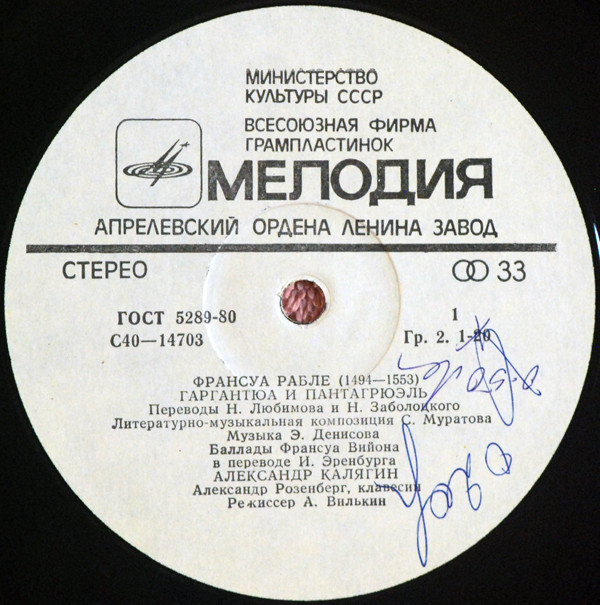 МИНИСТЕРСТВО
КУЛЬТУРЫ СССР
ВСЕСОЮЗНАЯ ФИРМА
ГРАМПЛАСТИНОК
МЕЛОДИЯ
АПРЕЛЕВСКИЙ ОРДЕНА ЛЕНИНА ЗАВОД
СТЕРЕО
33
ГОСТ 5289-80
1
С40—14703
Гр. 2. 1-20
ФРАНСУА РАБЛЕ (1494—1553)
ГАРГАНТЮА И ПАНТАГРЮЭЛЬ
Переводы Н. Любимова и Н. Заболоцкого
Литературно-музыкальная композиция С. Муратова
Музыка Э. Денисова
Баллады Франсуа Вийона
в переводе И. Эренбурга
АЛЕКСАНДР КАЛЯГИН
Александр Розенберг, клавесин
Режиссер А. Вилькин